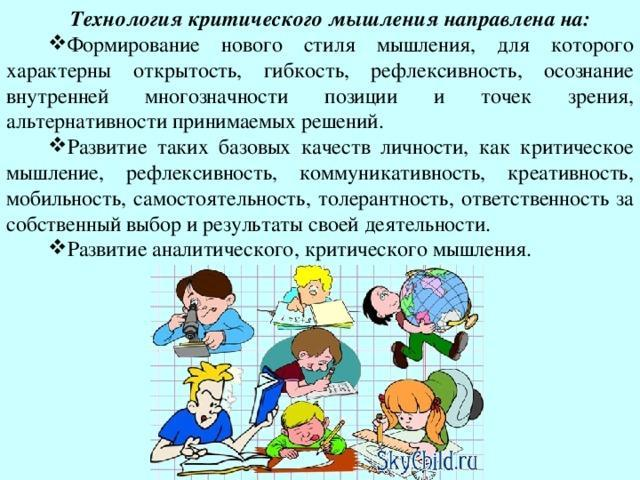 Технология критического мышления направлена на:
❖Формирование нового стиля мышления, для которого
характерны открытость, гибкость, рефлексивность, осознание
внутренней многозначности позиции и точек зрения,
альтернативности принимаемых решений.
❖Развитие таких базовых качеств личности, как критическое
мышление, рефлексивность, коммуникативность, креативность,
мобильность, самостоятельность, толерантность, ответственность за
собственный выбор и результаты своей деятельности.
❖Развитие аналитического, критического мышления.
SkyChild.ru